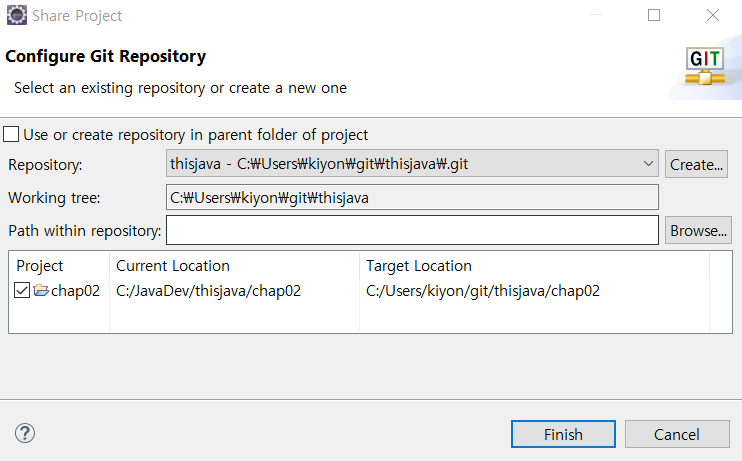 Share Project
Configure Git Repository
Select an existing repository or create a new one
GIT
Use or create repository in parent folder of project
Repository: thisjava - C:₩Users₩kiyon₩git₩thisjava₩.git Create...
Working tree: C:₩Users₩kiyon₩git₩thisjava
Path within repository: Browse...
Project Current Location Target Location
chap02 C:/JavaDev/thisjava/chap02 C:/Users/kiyon/git/thisjava/chap02
? Finish Cancel